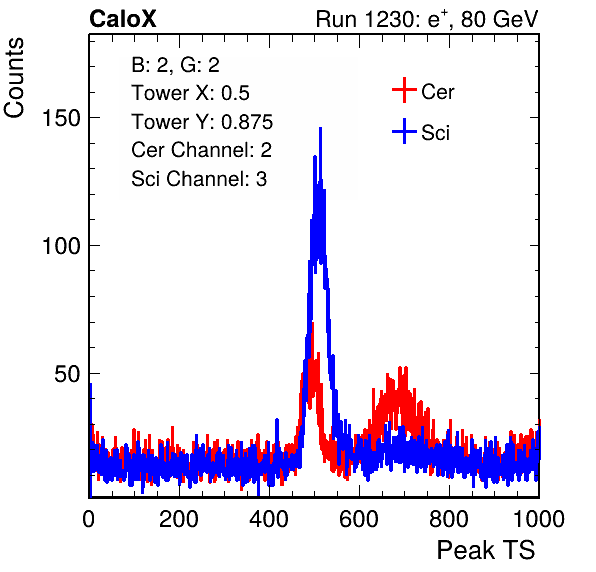 CaloX Run 1230: e⁺, 80 GeV
Counts
B: 2, G: 2
Tower X: 0.5
Tower Y: 0.875
Cer Channel: 2
Sci Channel: 3
Cer
Sci
150
100
50
0 200 400 600 800 1000
Peak TS